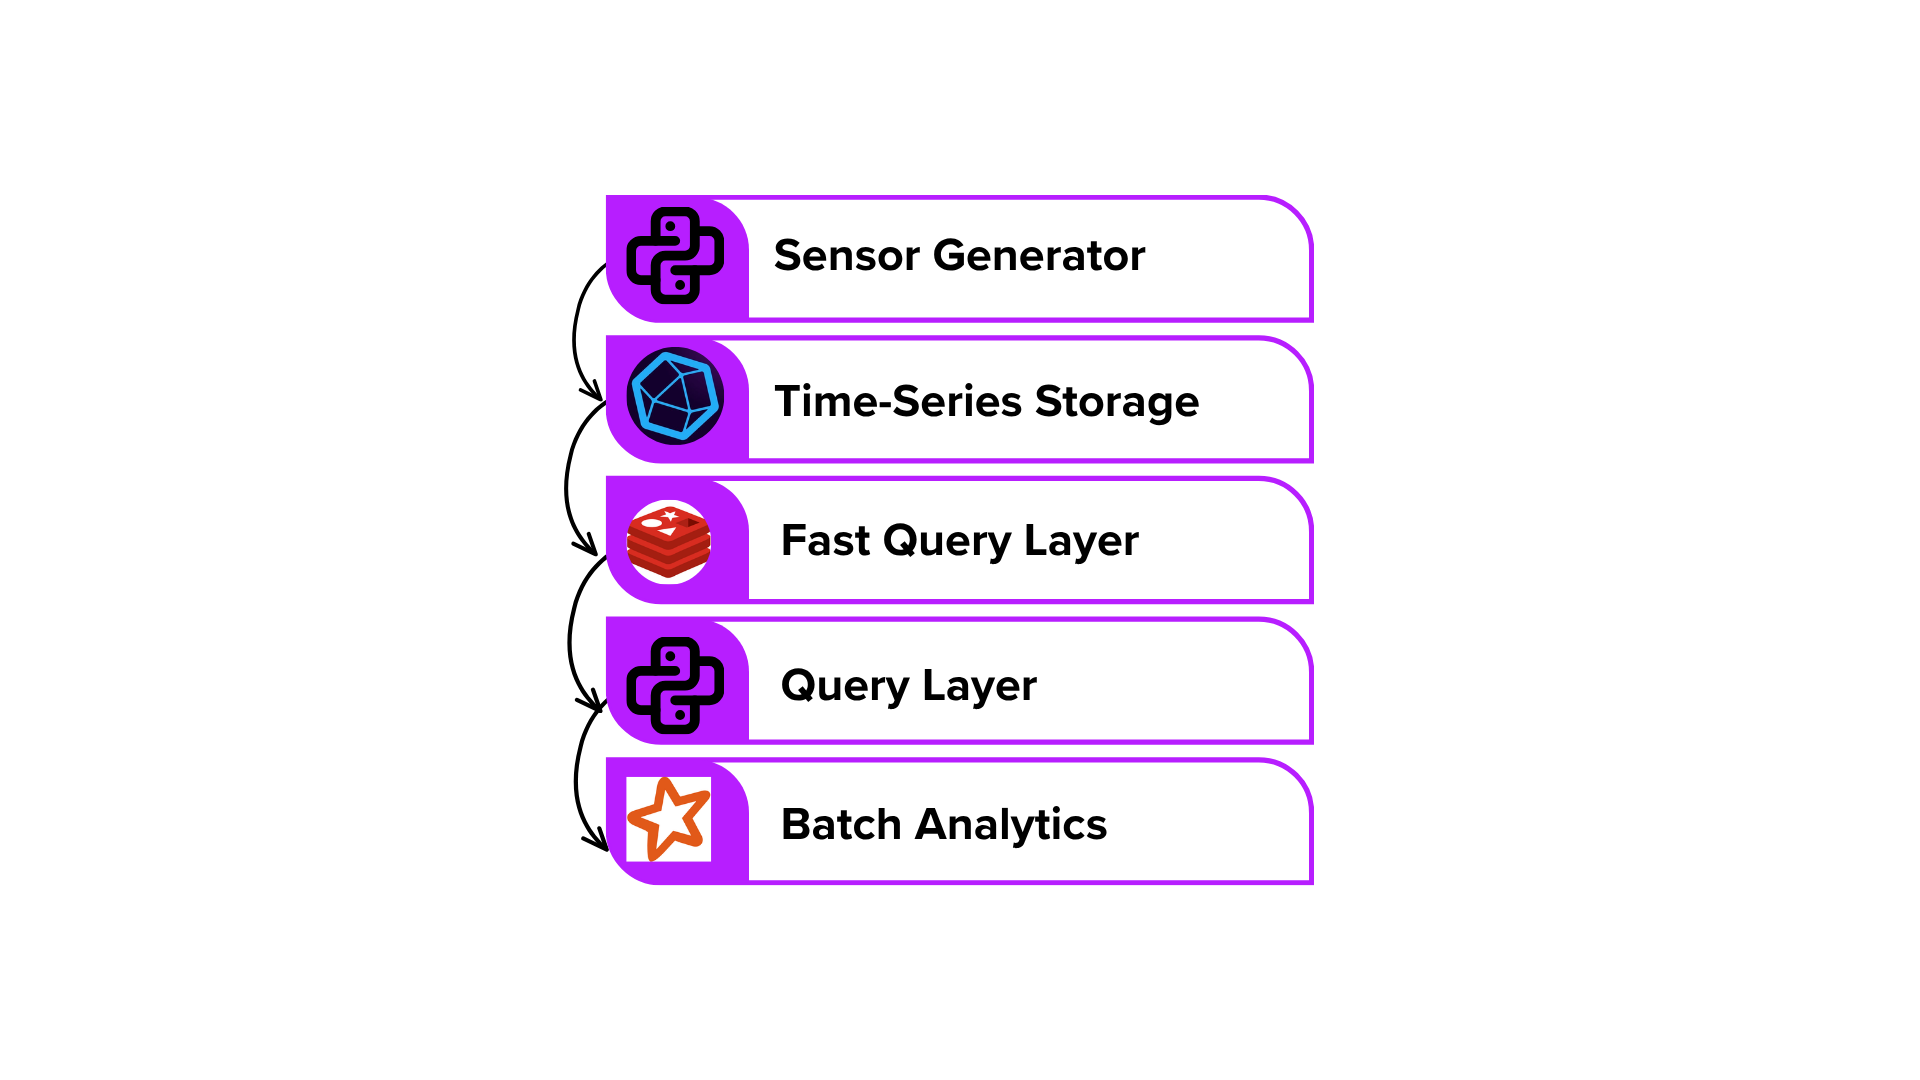 Sensor Generator
Time-Series Storage
Fast Query Layer
Query Layer
Batch Analytics